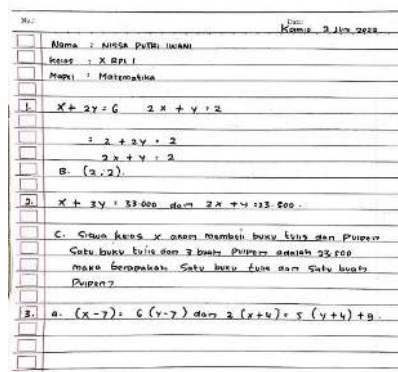 No.:
Date:
Kamis 2 Jun 2022
Nama : NISSA PUTRI IWANI
Kelas : X RPL 1
Mapel : Matematika
1. X + 2Y = 6 2x + y = 2
= 2 + 2y = 2
2x + y = 2
B. (2,2).
2. X + 3Y = 33.000 dan 2x + y = 23.500.
C. Siswa kelas x akan membeli buku tulis dan Pulpen
Satu buku tulis dan 3 buah Pulpen adalah 33.500
maka berapakah satu buku tulis dan satu buah
Pulpen?
3. a. (x-7) = 6 (y-7) dan 2 (x+4) = 5 (y+4) + 9.